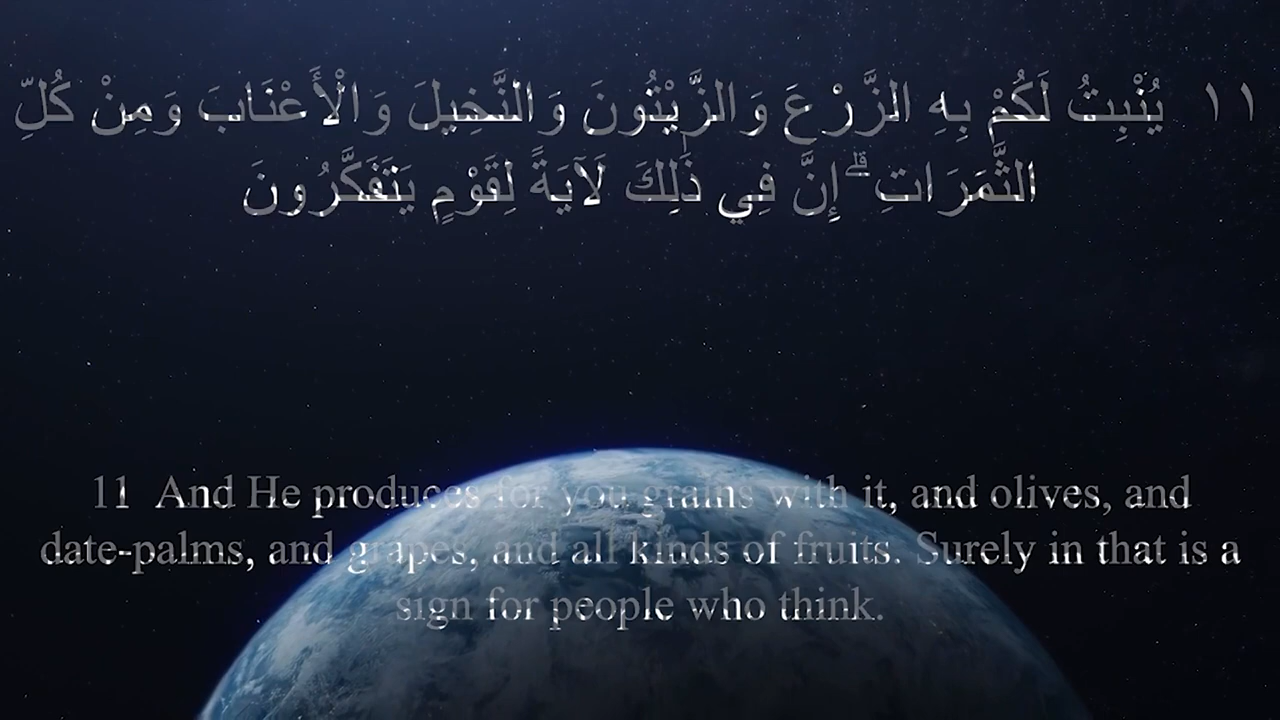 ١١ يُنْبِتُ لَكُمْ بِهِ الزَّرْعَ وَالزَّيْتُونَ وَالنَّخِيلَ وَالْأَعْنَابَ وَمِنْ كُلِّ
الثَّمَرَاتِ ۗ إِنَّ فِي ذَٰلِكَ لَآيَةً لِقَوْمٍ يَتَفَكَّرُونَ
11 And He produces for you grains with it, and olives, and
date-palms, and grapes, and all kinds of fruits. Surely in that is a
sign for people who think.